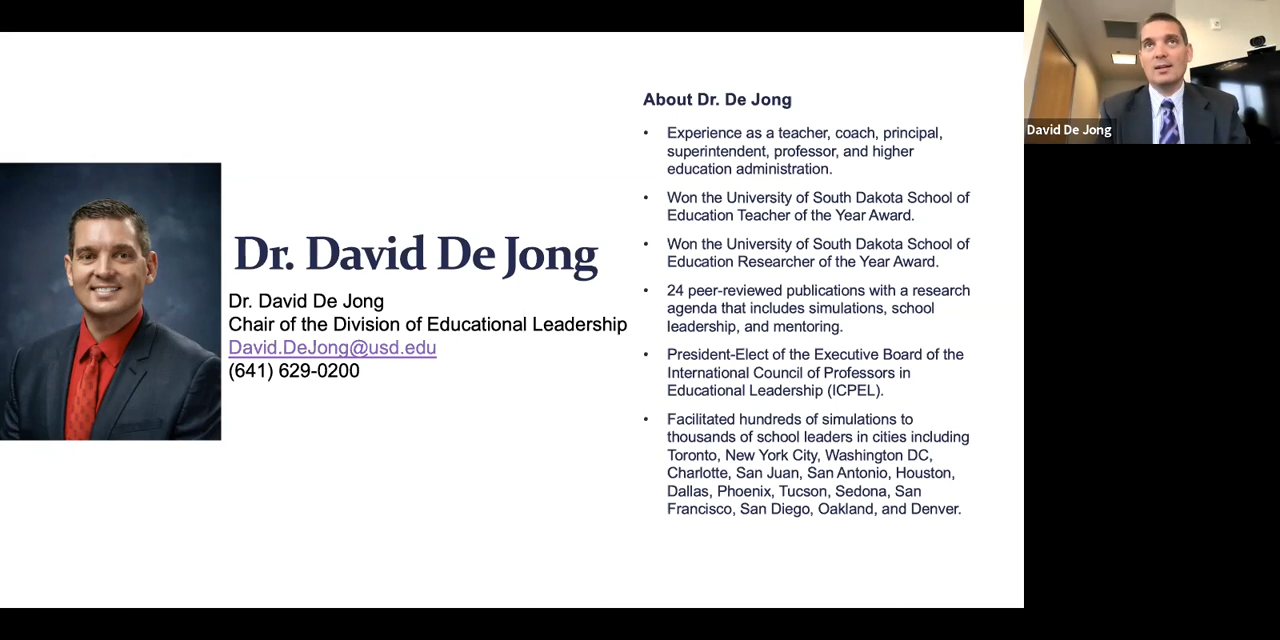 Dr. David De Jong
Dr. David De Jong
Chair of the Division of Educational Leadership
David.DeJong@usd.edu
(641) 629-0200
About Dr. De Jong
• Experience as a teacher, coach, principal,
superintendent, professor, and higher
education administration.
• Won the University of South Dakota School of
Education Teacher of the Year Award.
• Won the University of South Dakota School of
Education Researcher of the Year Award.
• 24 peer-reviewed publications with a research
agenda that includes simulations, school
leadership, and mentoring.
• President-Elect of the Executive Board of the
International Council of Professors in
Educational Leadership (ICPEL).
• Facilitated hundreds of simulations to
thousands of school leaders in cities including
Toronto, New York City, Washington DC,
Charlotte, San Juan, San Antonio, Houston,
Dallas, Phoenix, Tucson, Sedona, San
Francisco, San Diego, Oakland, and Denver.
David De Jong